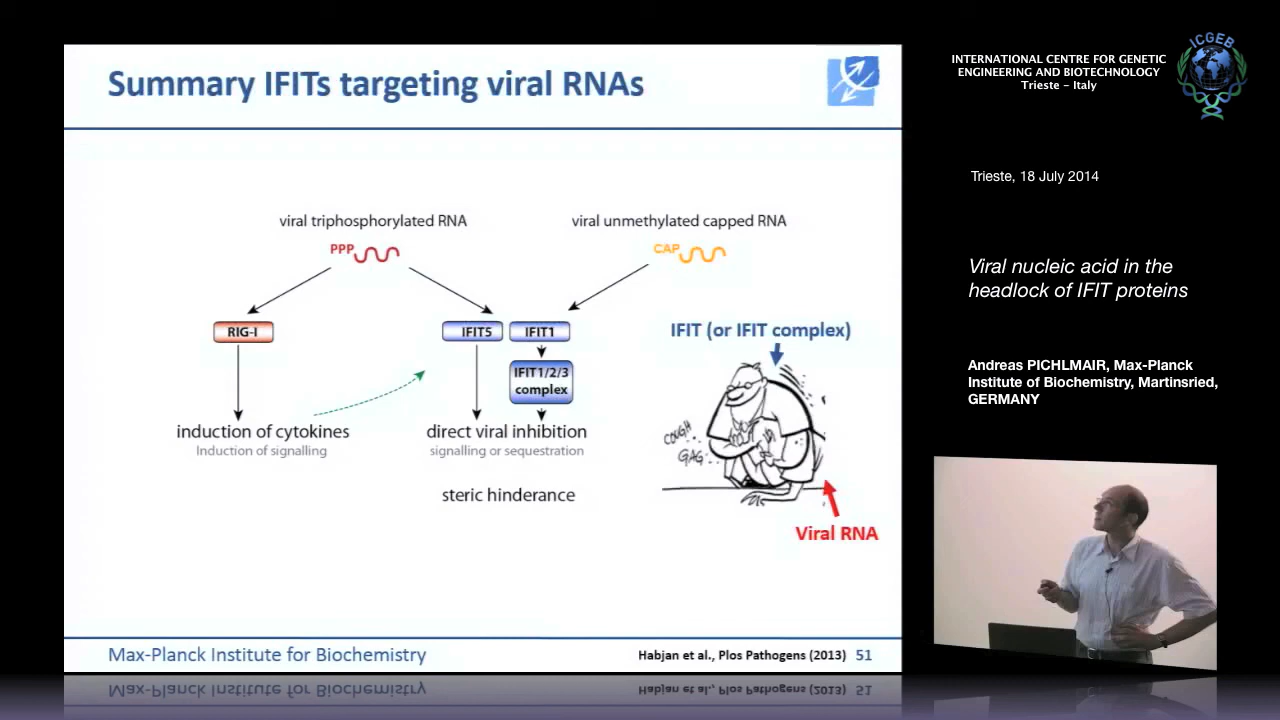 Summary IFITs targeting viral RNAs
viral triphosphorylated RNA
viral unmethylated capped RNA
PPP
CAP
RIG-I
IFIT5
IFIT1
IFIT1/2/3
complex
induction of cytokines
Induction of signalling
direct viral inhibition
signalling or sequestration
steric hinderance
IFIT (or IFIT complex)
COUGH
GAG
Viral RNA
Max-Planck Institute for Biochemistry
Habjan et al., Plos Pathogens (2013) 51
INTERNATIONAL CENTRE FOR GENETIC
ENGINEERING AND BIOTECHNOLOGY
Trieste – Italy
ICGEB
Trieste, 18 July 2014
Viral nucleic acid in the
headlock of IFIT proteins
Andreas PICHLMAIR, Max-Planck
Institute of Biochemistry, Martinsried,
GERMANY